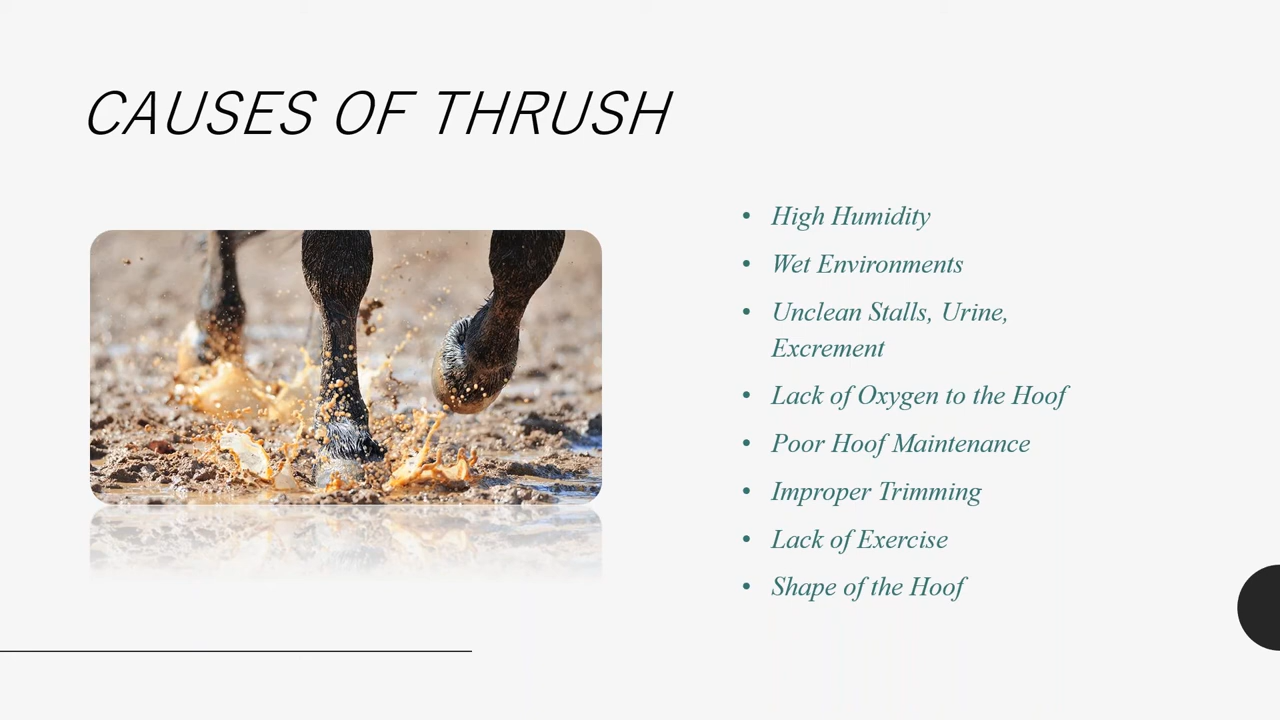 CAUSES OF THRUSH
• High Humidity
• Wet Environments
• Unclean Stalls, Urine,
Excrement
• Lack of Oxygen to the Hoof
• Poor Hoof Maintenance
• Improper Trimming
• Lack of Exercise
• Shape of the Hoof